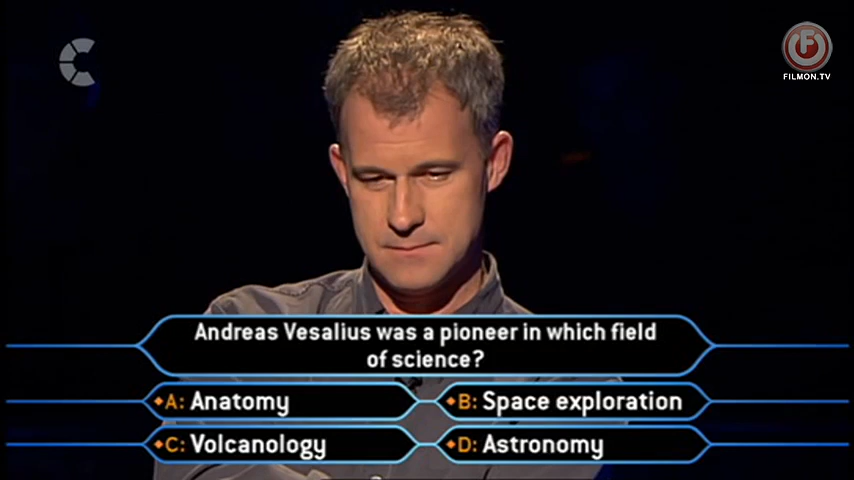 FILMON.TV
Andreas Vesalius was a pioneer in which field
of science?
A: Anatomy
B: Space exploration
C: Volcanology
D: Astronomy